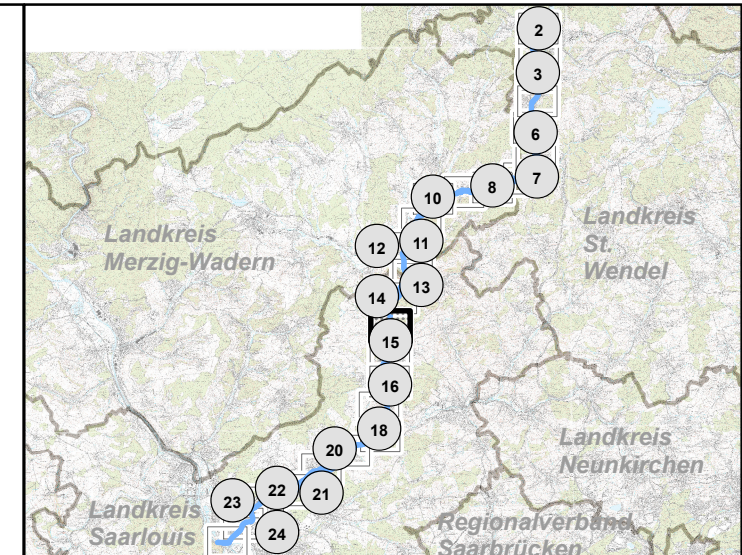 2
3
6
7
8
10
11
12
13
14
15
16
18
20
21
22
23
24
Landkreis
Merzig-Wadern
Landkreis
St.
Wendel
Landkreis
Neunkirchen
Landkreis
Saarlouis
Regionalverband
Saarbrücken